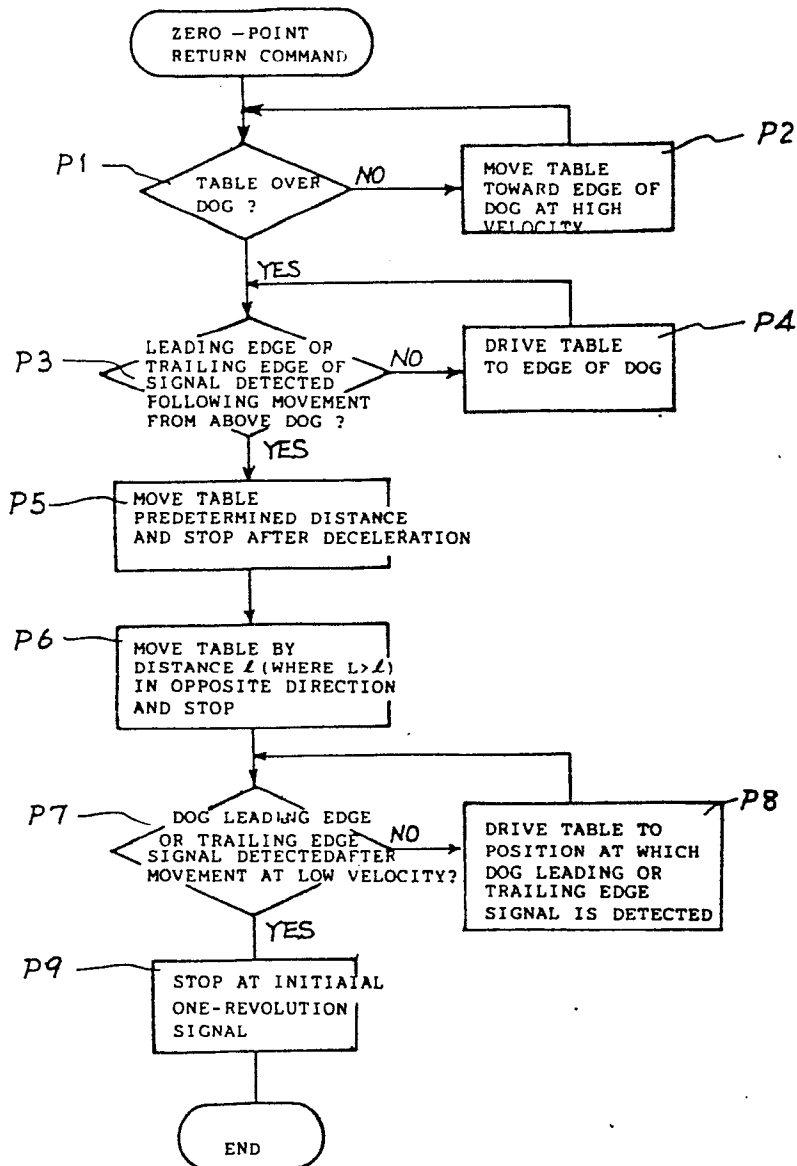 ZERO -POINT
RETURN COMMAND
P1
TABLE OVER
DOG ?
NO
P2
MOVE TABLE
TOWARD EDGE OF
DOG AT HIGH
VELOCITY
YES
P3
LEADING EDGE OR
TRAILING EDGE OF
SIGNAL DETECTED
FOLLOWING MOVEMENT
FROM ABOVE DOG ?
NO
P4
DRIVE TABLE
TO EDGE OF DOG
YES
P5
MOVE TABLE
PREDETERMINED DISTANCE
AND STOP AFTER DECELERATION
P6
MOVE TABLE BY
DISTANCE ℓ (WHERE L>ℓ)
IN OPPOSITE DIRECTION
AND STOP
P7
DOG LEADING EDGE
OR TRAILING EDGE
SIGNAL DETECTEDAFTER
MOVEMENT AT LOW VELOCITY?
NO
P8
DRIVE TABLE TO
POSITION AT WHICH
DOG LEADING OR
TRAILING EDGE
SIGNAL IS DETECTED
YES
P9
STOP AT INITIAIAL
ONE-REVOLUTION
SIGNAL
END